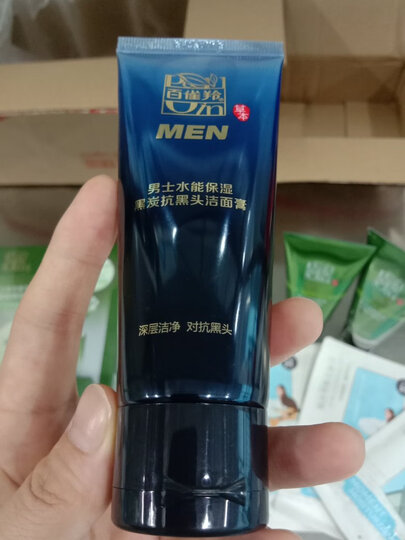 百雀羚
草本
MEN
男士水能保湿
黑炭抗黑头洁面膏
深层洁净 对抗黑头